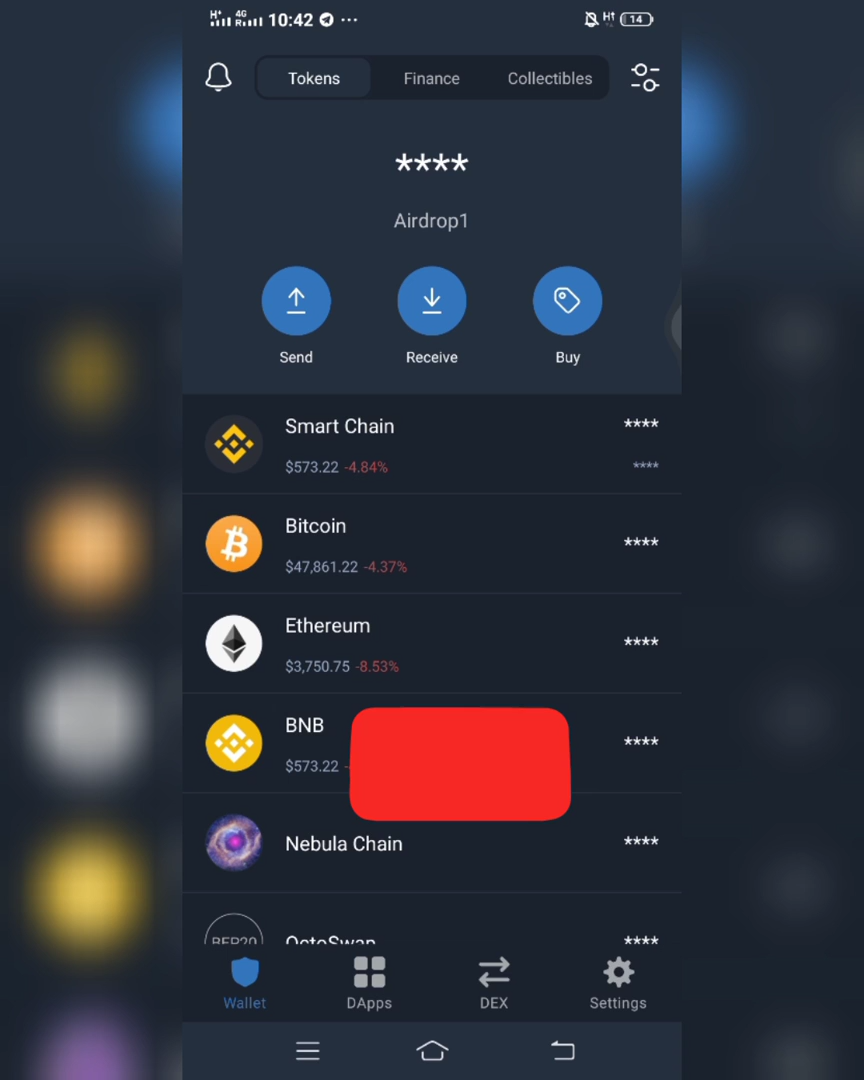 H+ 4G R 10:42 ··· H↑ 14
Tokens Finance Collectibles
****
Airdrop1
Send Receive Buy
Smart Chain ****
$573.22 -4.84% ****
Bitcoin ****
$47,861.22 -4.37%
Ethereum ****
$3,750.75 -8.53%
BNB ****
$573.22 -
Nebula Chain ****
BEP20 OctoSwap ****
Wallet DApps DEX Settings